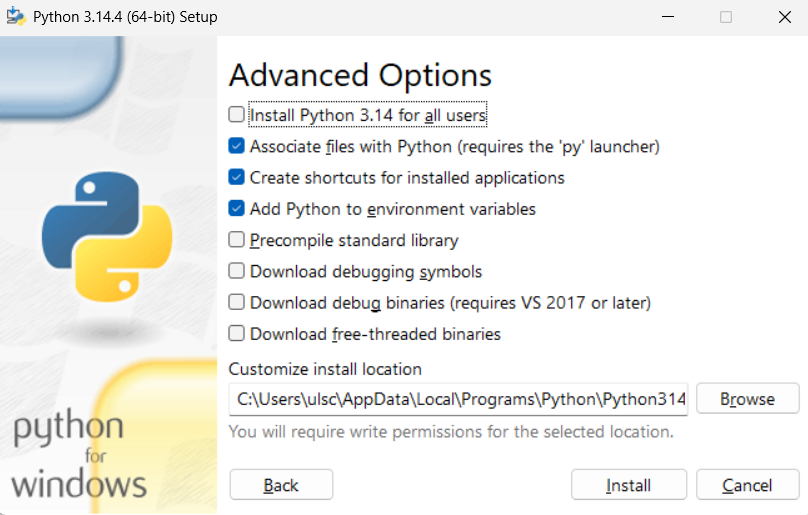 Python 3.14.4 (64-bit) Setup
Advanced Options
Install Python 3.14 for all users
Associate files with Python (requires the 'py' launcher)
Create shortcuts for installed applications
Add Python to environment variables
Precompile standard library
Download debugging symbols
Download debug binaries (requires VS 2017 or later)
Download free-threaded binaries
Customize install location
C:\Users\ulsc\AppData\Local\Programs\Python\Python314
Browse
You will require write permissions for the selected location.
python
for
windows
Back
Install
Cancel